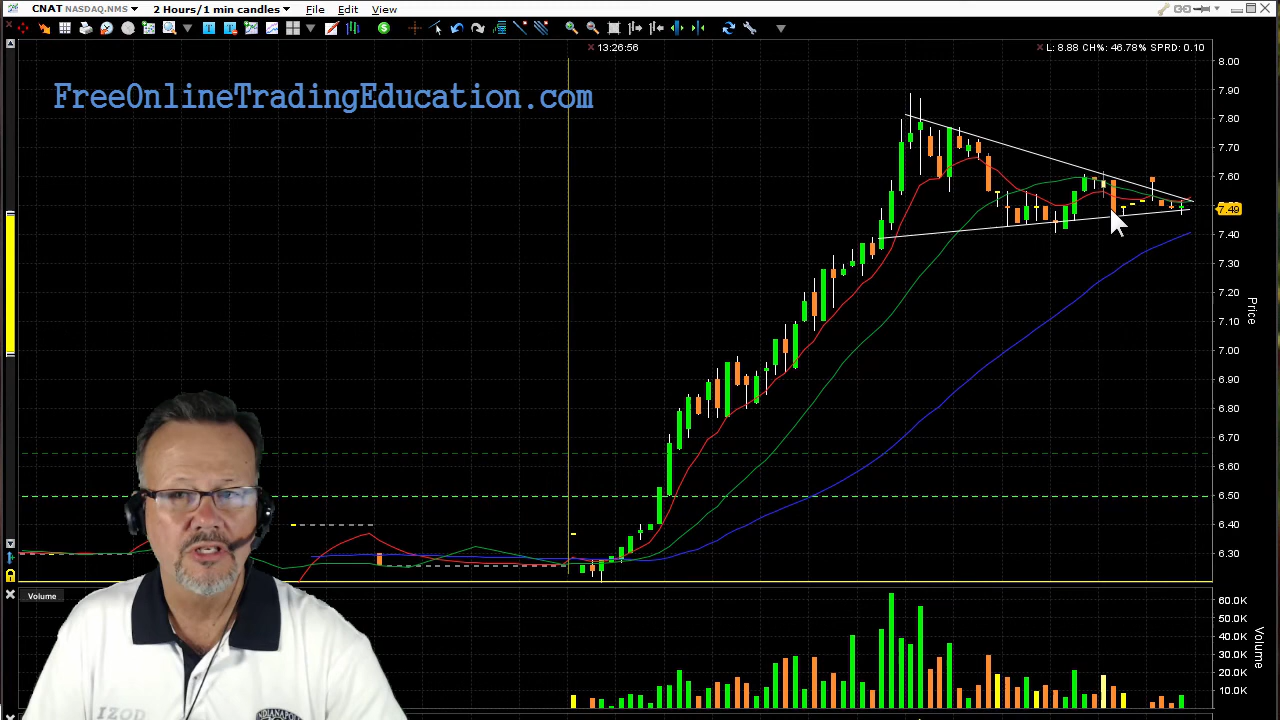 CNAT NASDAQ.NMS 2 Hours/1 min candles File Edit View
13:26:56
L: 8.88 CH%: 46.78% SPRD: 0.10
FreeOnlineTradingEducation.com
8.00
7.90
7.80
7.70
7.60
7.49
7.40
7.30
7.20
7.10
7.00
6.90
6.80
6.70
6.60
6.50
6.40
6.30
Price
Volume
60.0K
50.0K
40.0K
30.0K
20.0K
10.0K
Volume
IZOD
INDIANAPOLIS